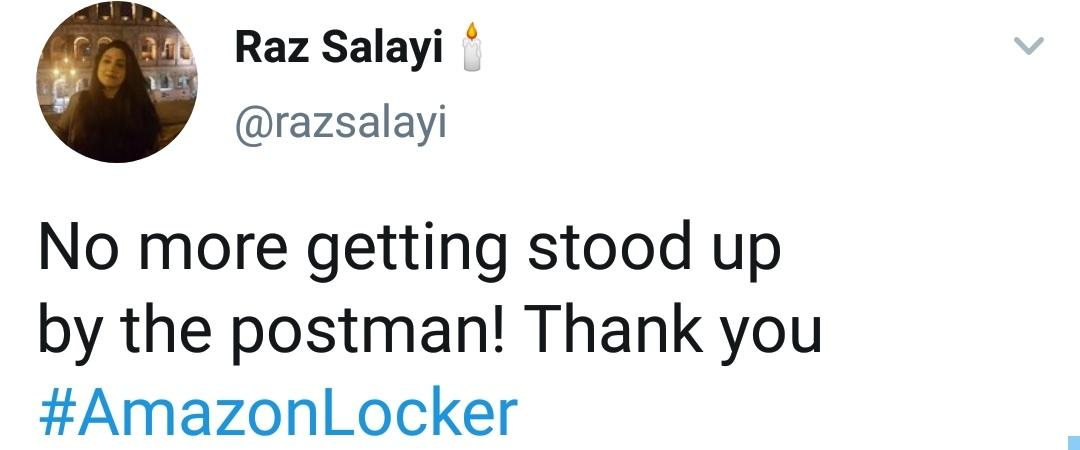 Raz Salayi🕯
@razsalayi
No more getting stood up
by the postman! Thank you
#AmazonLocker